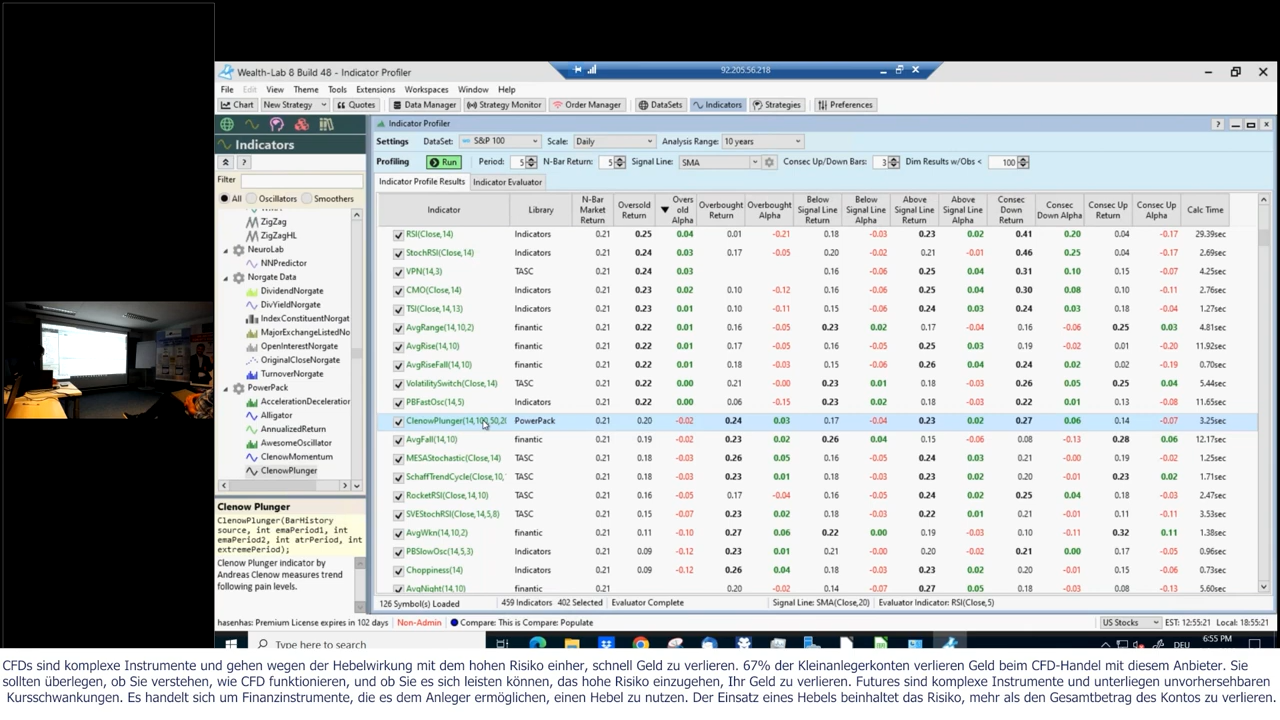 Wealth-Lab 8 Build 48 - Indicator Profiler
92.205.56.218
File Edit View Theme Tools Extensions Workspaces Window Help
Chart New Strategy Quotes Data Manager Strategy Monitor Order Manager DataSets Indicators Strategies Preferences
Indicators
Filter
All Oscillators Smoothers
ZigZag
ZigZagHL
NeuroLab
NNPredictor
Norgate Data
DividendNorgate
DivYieldNorgate
IndexConstituentNorgat
MajorExchangeListedNo
OpenInterestNorgate
OriginalCloseNorgate
TurnoverNorgate
PowerPack
AccelerationDeceleration
Alligator
AnnualizedReturn
AwesomeOscillator
ClenowMomentum
ClenowPlunger
Clenow Plunger
ClenowPlunger(BarHistory
source, int emaPeriod1, int
emaPeriod2, int atrPeriod, int
extremePeriod);
Clenow Plunger indicator by
Andreas Clenow measures trend
following pain levels.
Indicator Profiler
Settings DataSet: S&P 100 Scale: Daily Analysis Range: 10 years
Profiling Run Period: 5 N-Bar Return: 5 Signal Line: SMA Consec Up/Down Bars: 3 Dim Results w/Obs < 100
Indicator Profile Results Indicator Evaluator
Indicator Library N-Bar Market Return Oversold Return Overs old Alpha Overbought Return Overbought Alpha Below Signal Line Return Below Signal Line Alpha Above Signal Line Return Above Signal Line Alpha Consec Down Return Consec Down Alpha Consec Up Return Consec Up Alpha Calc Time
RSI(Close,14) Indicators 0.21 0.25 0.04 0.01 -0.21 0.18 -0.03 0.23 0.02 0.41 0.20 0.04 -0.17 29.39sec
StochRSI(Close,14) Indicators 0.21 0.24 0.03 0.17 -0.05 0.20 -0.02 0.21 -0.01 0.46 0.25 0.04 -0.17 2.69sec
VPN(14,3) TASC 0.21 0.24 0.03 0.16 -0.06 0.25 0.04 0.31 0.10 0.15 -0.07 4.25sec
CMO(Close,14) Indicators 0.21 0.23 0.02 0.10 -0.12 0.16 -0.06 0.25 0.04 0.30 0.08 0.10 -0.11 2.76sec
TSI(Close,14,13) Indicators 0.21 0.23 0.01 0.10 -0.11 0.15 -0.06 0.24 0.03 0.24 0.03 0.18 -0.04 1.27sec
AvgRange(14,10,2) finantic 0.21 0.22 0.01 0.16 -0.05 0.23 0.02 0.17 -0.04 0.16 -0.06 0.25 0.03 4.81sec
AvgRise(14,10) finantic 0.21 0.22 0.01 0.17 -0.05 0.16 -0.05 0.25 0.03 0.19 -0.02 0.01 -0.20 11.92sec
AvgRiseFall(14,10) finantic 0.21 0.22 0.01 0.18 -0.03 0.15 -0.06 0.26 0.04 0.24 0.02 0.02 -0.19 0.70sec
VolatilitySwitch(Close,14) TASC 0.21 0.22 0.00 0.21 -0.00 0.23 0.01 0.18 -0.03 0.26 0.05 0.25 0.04 5.44sec
PBFastOsc(14,5) Indicators 0.21 0.22 0.00 0.06 -0.15 0.18 -0.03 0.23 0.02 0.18 -0.03 0.08 -0.13 11.65sec
ClenowPlunger(14,100,50,20 PowerPack 0.21 0.20 -0.02 0.24 0.03 0.17 -0.04 0.23 0.02 0.27 0.06 0.14 -0.07 3.25sec
AvgFall(14,10) finantic 0.21 0.19 -0.02 0.23 0.02 0.26 0.04 0.15 -0.06 0.08 -0.13 0.28 0.06 12.17sec
MESAStochastic(Close,14) TASC 0.21 0.18 -0.03 0.26 0.05 0.16 -0.05 0.24 0.03 0.21 -0.00 0.19 -0.02 1.25sec
SchaffTrendCycle(Close,10, TASC 0.21 0.18 -0.03 0.23 0.01 0.18 -0.03 0.23 0.02 0.20 -0.01 0.23 0.02 1.71sec
RocketRSI(Close,14,10) TASC 0.21 0.16 -0.05 0.17 -0.04 0.16 -0.05 0.24 0.03 0.25 0.04 0.18 -0.03 2.47sec
SVEStochRSI(Close,14,5,8) TASC 0.21 0.15 -0.07 0.23 0.02 0.18 -0.03 0.22 0.01 0.21 -0.01 0.11 -0.11 3.53sec
AvgWkn(14,10,2) finantic 0.21 0.11 -0.10 0.27 0.06 0.22 0.00 0.19 -0.03 0.10 -0.11 0.32 0.11 1.38sec
PBSlowOsc(14,5,3) Indicators 0.21 0.09 -0.12 0.23 0.01 0.21 -0.00 0.20 -0.02 0.21 0.00 0.17 -0.05 0.96sec
Choppiness(14) Indicators 0.21 0.09 -0.12 0.26 0.04 0.18 -0.03 0.23 0.02 0.20 -0.01 0.15 -0.06 0.73sec
AvgNight(14,10) finantic 0.21 0.20 -0.02 0.14 -0.07 0.27 0.05 0.19 -0.03 0.08 -0.13 5.60sec
126 Symbol(s) Loaded 459 Indicators 402 Selected Evaluator Complete Signal Line: SMA(Close,20) Evaluator Indicator: RSI(Close,5)
hasenhas: Premium License expires in 102 days Non-Admin Compare: This is Compare: Populate US Stocks EST: 12:55:21 Local: 18:55:21
Type here to search DEU 6:55 PM
CFDs sind komplexe Instrumente und gehen wegen der Hebelwirkung mit dem hohen Risiko einher, schnell Geld zu verlieren. 67% der Kleinanlegerkonten verlieren Geld beim CFD-Handel mit diesem Anbieter. Sie
sollten überlegen, ob Sie verstehen, wie CFD funktionieren, und ob Sie es sich leisten können, das hohe Risiko einzugehen, Ihr Geld zu verlieren. Futures sind komplexe Instrumente und unterliegen unvorhersehbaren
Kursschwankungen. Es handelt sich um Finanzinstrumente, die es dem Anleger ermöglichen, einen Hebel zu nutzen. Der Einsatz eines Hebels beinhaltet das Risiko, mehr als den Gesamtbetrag des Kontos zu verlieren.